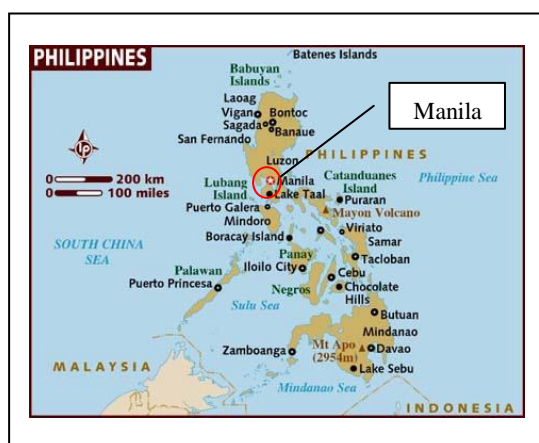 PHILIPPINES
Batenes Islands
Babuyan
Islands
Laoag
Vigan
Bontoc
Sagada
Banaue
San Fernando
Manila
Luzon
PHILIPPINES
0 200 km
0 100 miles
Manila
Catanduanes
Island
Philippine Sea
Lubang
Island
Lake Taal
Puraran
Puerto Galera
Mayon Volcano
Mindoro
Viriato
Boracay Island
Samar
SOUTH CHINA
SEA
Panay
Tacloban
Palawan
Iloilo City
Cebu
Puerto Princesa
Negros
Chocolate
Hills
Sulu Sea
Butuan
Mindanao
Mt Apo
(2954m)
Davao
Zamboanga
Lake Sebu
MALAYSIA
Mindanao Sea
INDONESIA